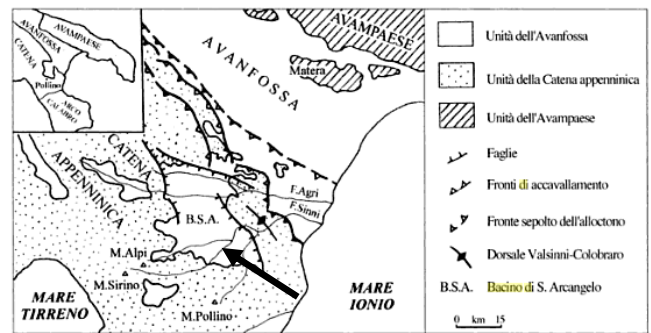 AVAMPAESE
AVANFOSSA
CATENA
Pollino
ARCO
CALABRO
AVAMPAESE
AVANFOSSA
Matera
CATENA
APPENNINICA
F.Agri
F.Sinni
B.S.A.
M.Alpi
M.Sirino
M.Pollino
MARE
TIRRENO
MARE
IONIO
Unità dell'Avanfossa
Unità della Catena appenninica
Unità dell'Avampaese
Faglie
Fronti di accavallamento
Fronte sepolto dell'alloctono
Dorsale Valsinni-Colobraro
B.S.A. Bacino di S. Arcangelo
0 km 15